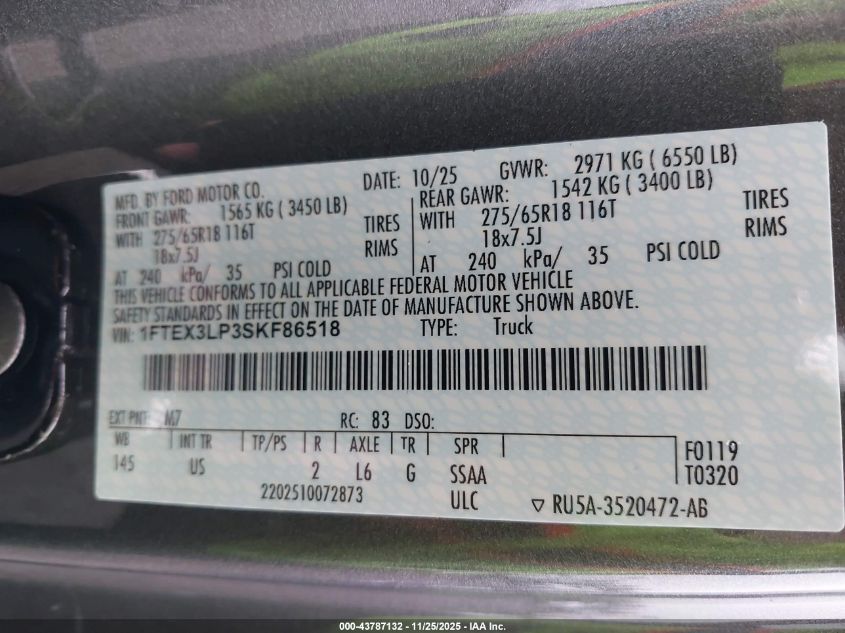 MFD. BY FORD MOTOR CO. DATE: 10/25 GVWR: 2971 KG ( 6550 LB)
FRONT GAWR: 1565 KG ( 3450 LB) REAR GAWR: 1542 KG ( 3400 LB)
WITH 275/65R18 116T TIRES WITH 275/65R18 116T TIRES
18x7.5J RIMS 18x7.5J RIMS
AT 240 kPa/ 35 PSI COLD AT 240 kPa/ 35 PSI COLD
THIS VEHICLE CONFORMS TO ALL APPLICABLE FEDERAL MOTOR VEHICLE
SAFETY STANDARDS IN EFFECT ON THE DATE OF MANUFACTURE SHOWN ABOVE.
VIN: 1FTEX3LP3SKF86518 TYPE: Truck
EXT PNT: M7 RC: 83 DSO:
WB INT TR TP/PS R AXLE TR SPR F0119
145 US 2 L6 G SSAA T0320
2202510072873 ULC ▽ RU5A-3520472-AB
000-43787132 - 11/25/2025 - IAA Inc.